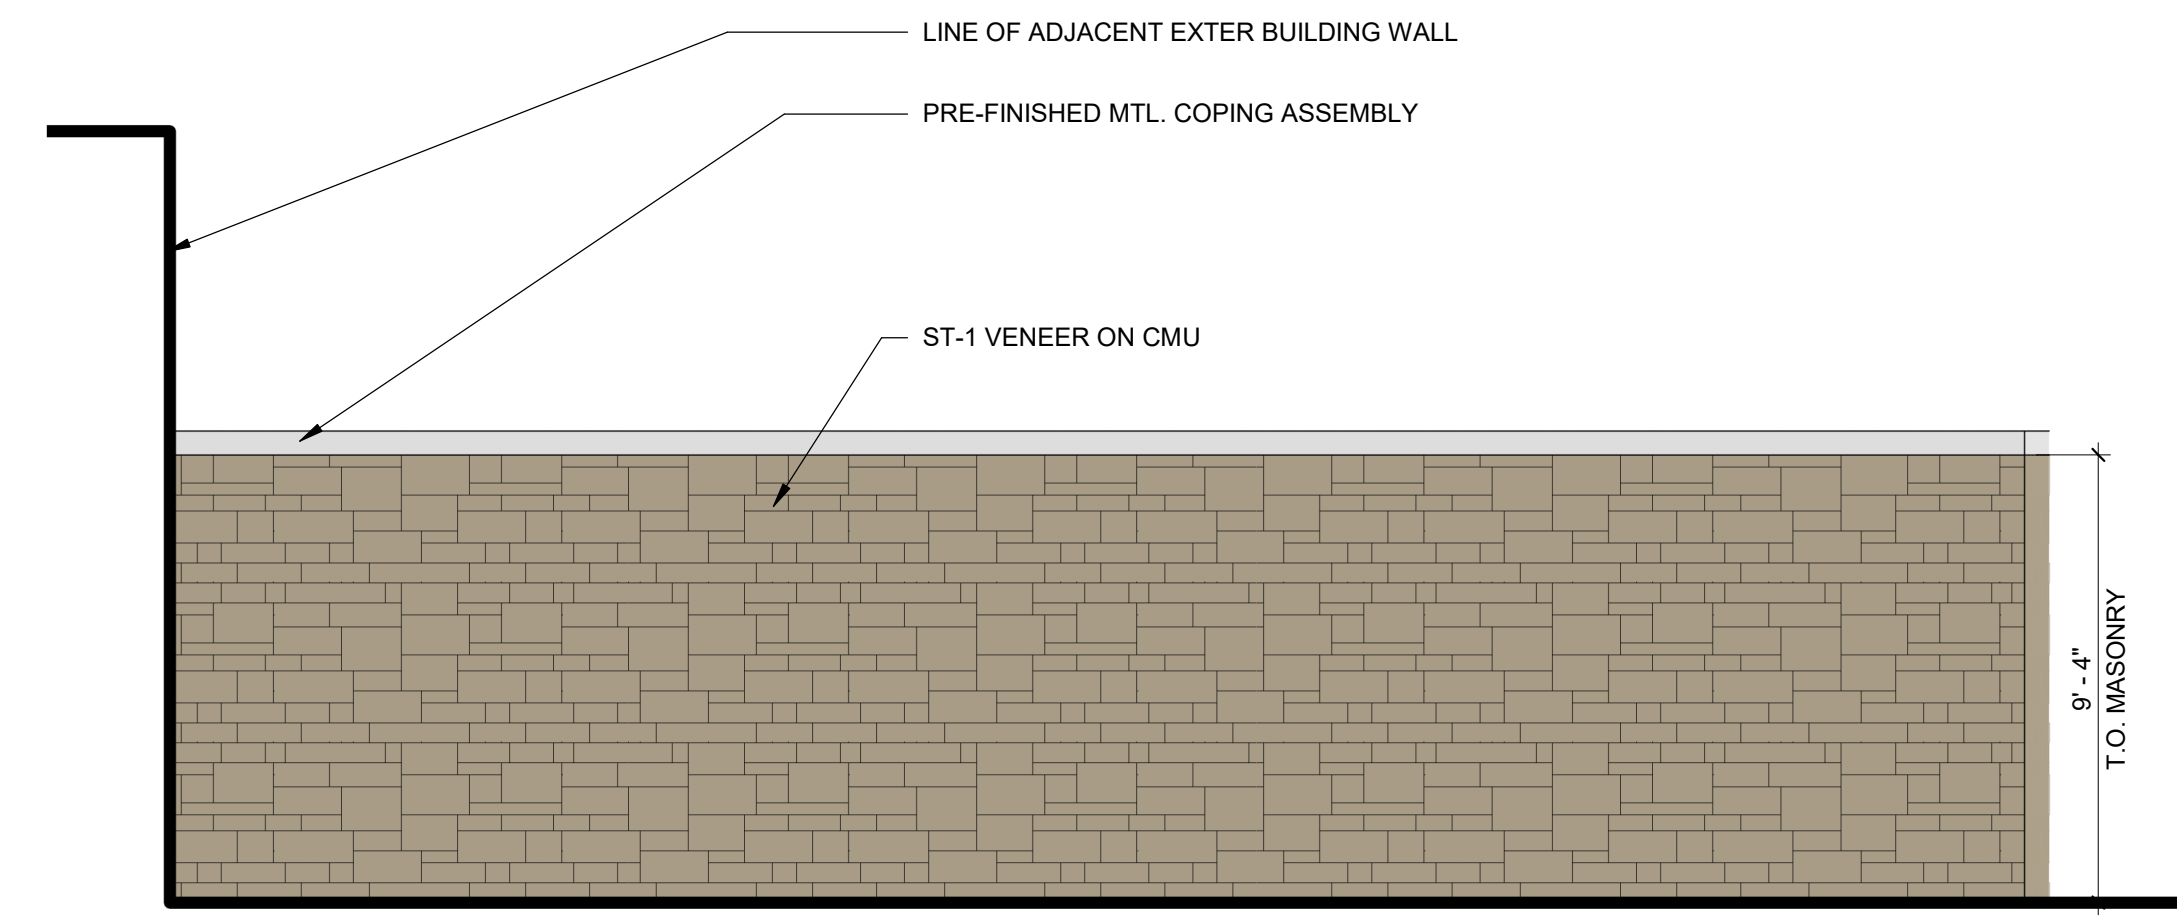 LINE OF ADJACENT EXTER BUILDING WALL
PRE-FINISHED MTL. COPING ASSEMBLY
ST-1 VENEER ON CMU
9' - 4"
T.O. MASONRY